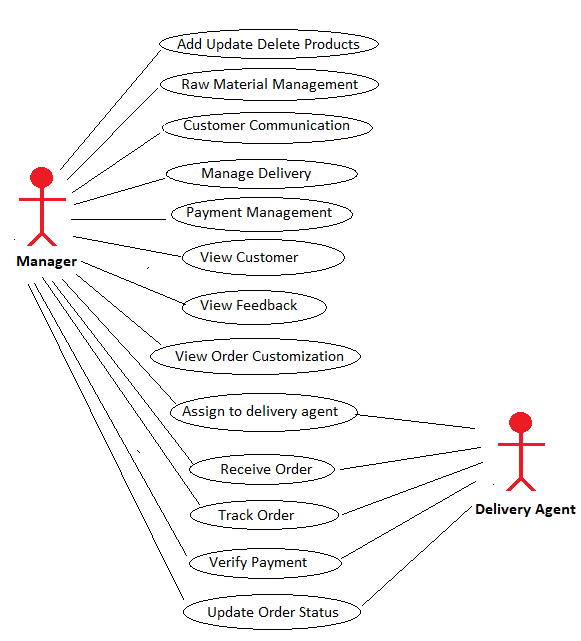 Add Update Delete Products
Raw Material Management
Customer Communication
Manage Delivery
Payment Management
Manager
View Customer
View Feedback
View Order Customization
Assign to delivery agent
Receive Order
Track Order
Delivery Agent
Verify Payment
Update Order Status